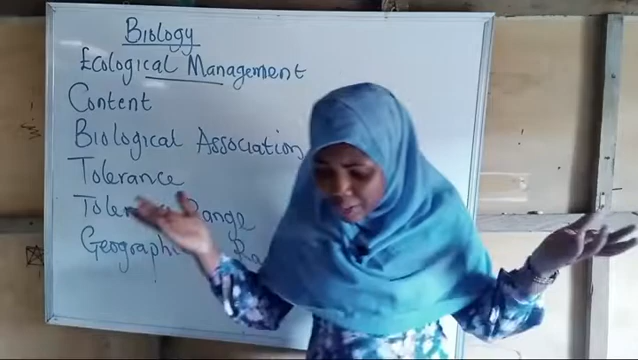 Biology
Ecological Management
Content
Biological Association
Tolerance
Range